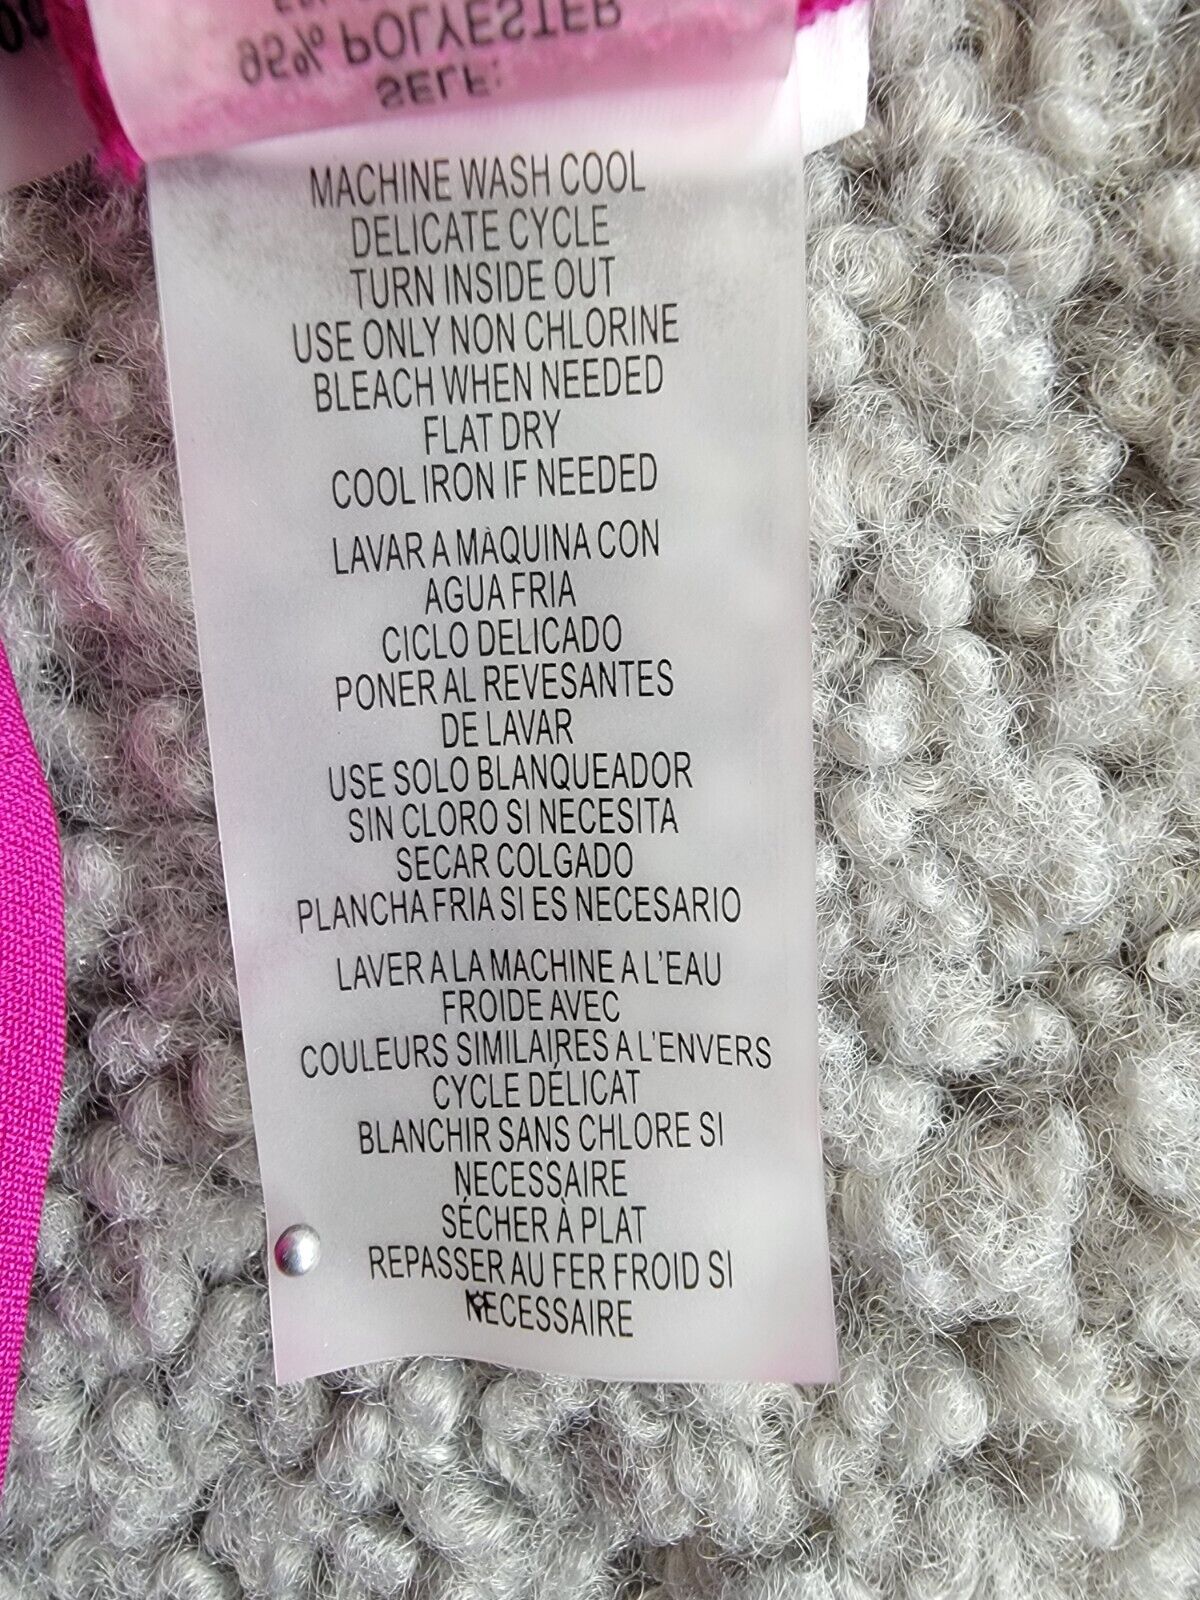 95% POLYESTER
SELF:
MACHINE WASH COOL
DELICATE CYCLE
TURN INSIDE OUT
USE ONLY NON CHLORINE
BLEACH WHEN NEEDED
FLAT DRY
COOL IRON IF NEEDED
LAVAR A MÀQUINA CON
AGUA FRIA
CICLO DELICADO
PONER AL REVESANTES
DE LAVAR
USE SOLO BLANQUEADOR
SIN CLORO SI NECESITA
SECAR COLGADO
PLANCHA FRIA SI ES NECESARIO
LAVER A LA MACHINE A L'EAU
FROIDE AVEC
COULEURS SIMILAIRES A L'ENVERS
CYCLE DÉLICAT
BLANCHIR SANS CHLORE SI
NECESSAIRE
SÉCHER À PLAT
REPASSER AU FER FROID SI
NECESSAIRE